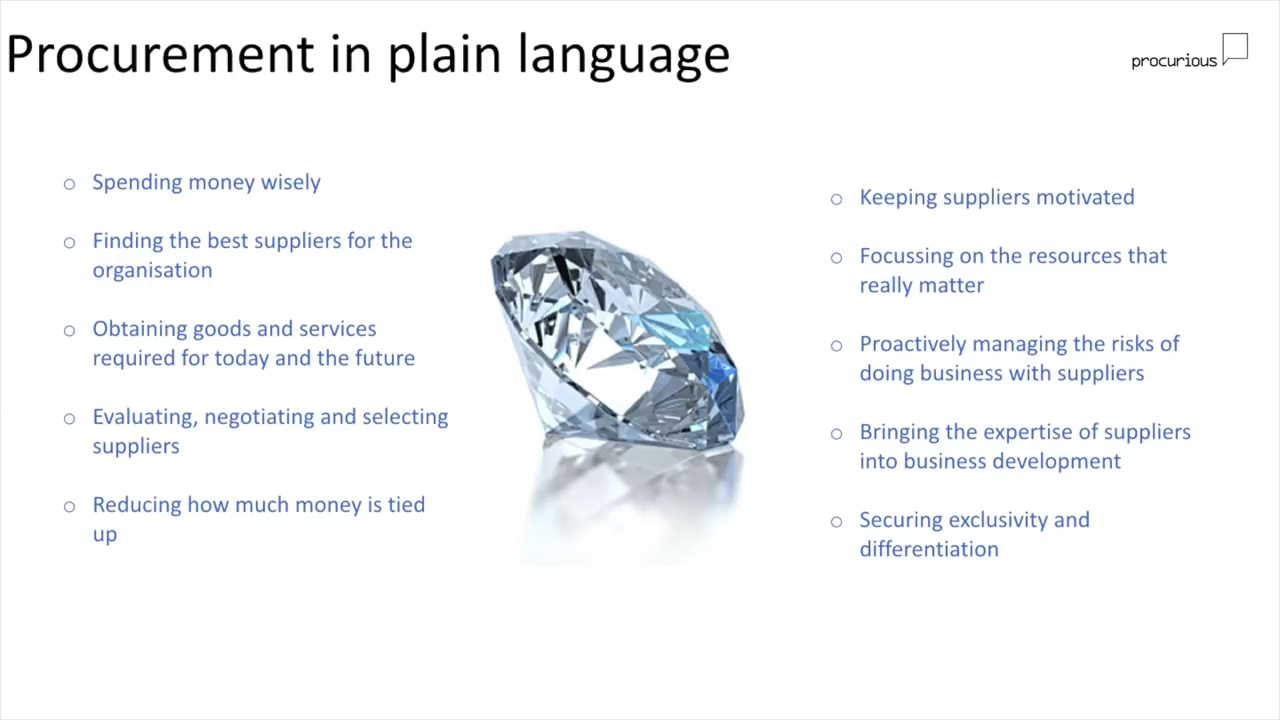 Procurement in plain language
procurious
○ Spending money wisely
○ Finding the best suppliers for the
organisation
○ Obtaining goods and services
required for today and the future
○ Evaluating, negotiating and selecting
suppliers
○ Reducing how much money is tied
up
○ Keeping suppliers motivated
○ Focussing on the resources that
really matter
○ Proactively managing the risks of
doing business with suppliers
○ Bringing the expertise of suppliers
into business development
○ Securing exclusivity and
differentiation